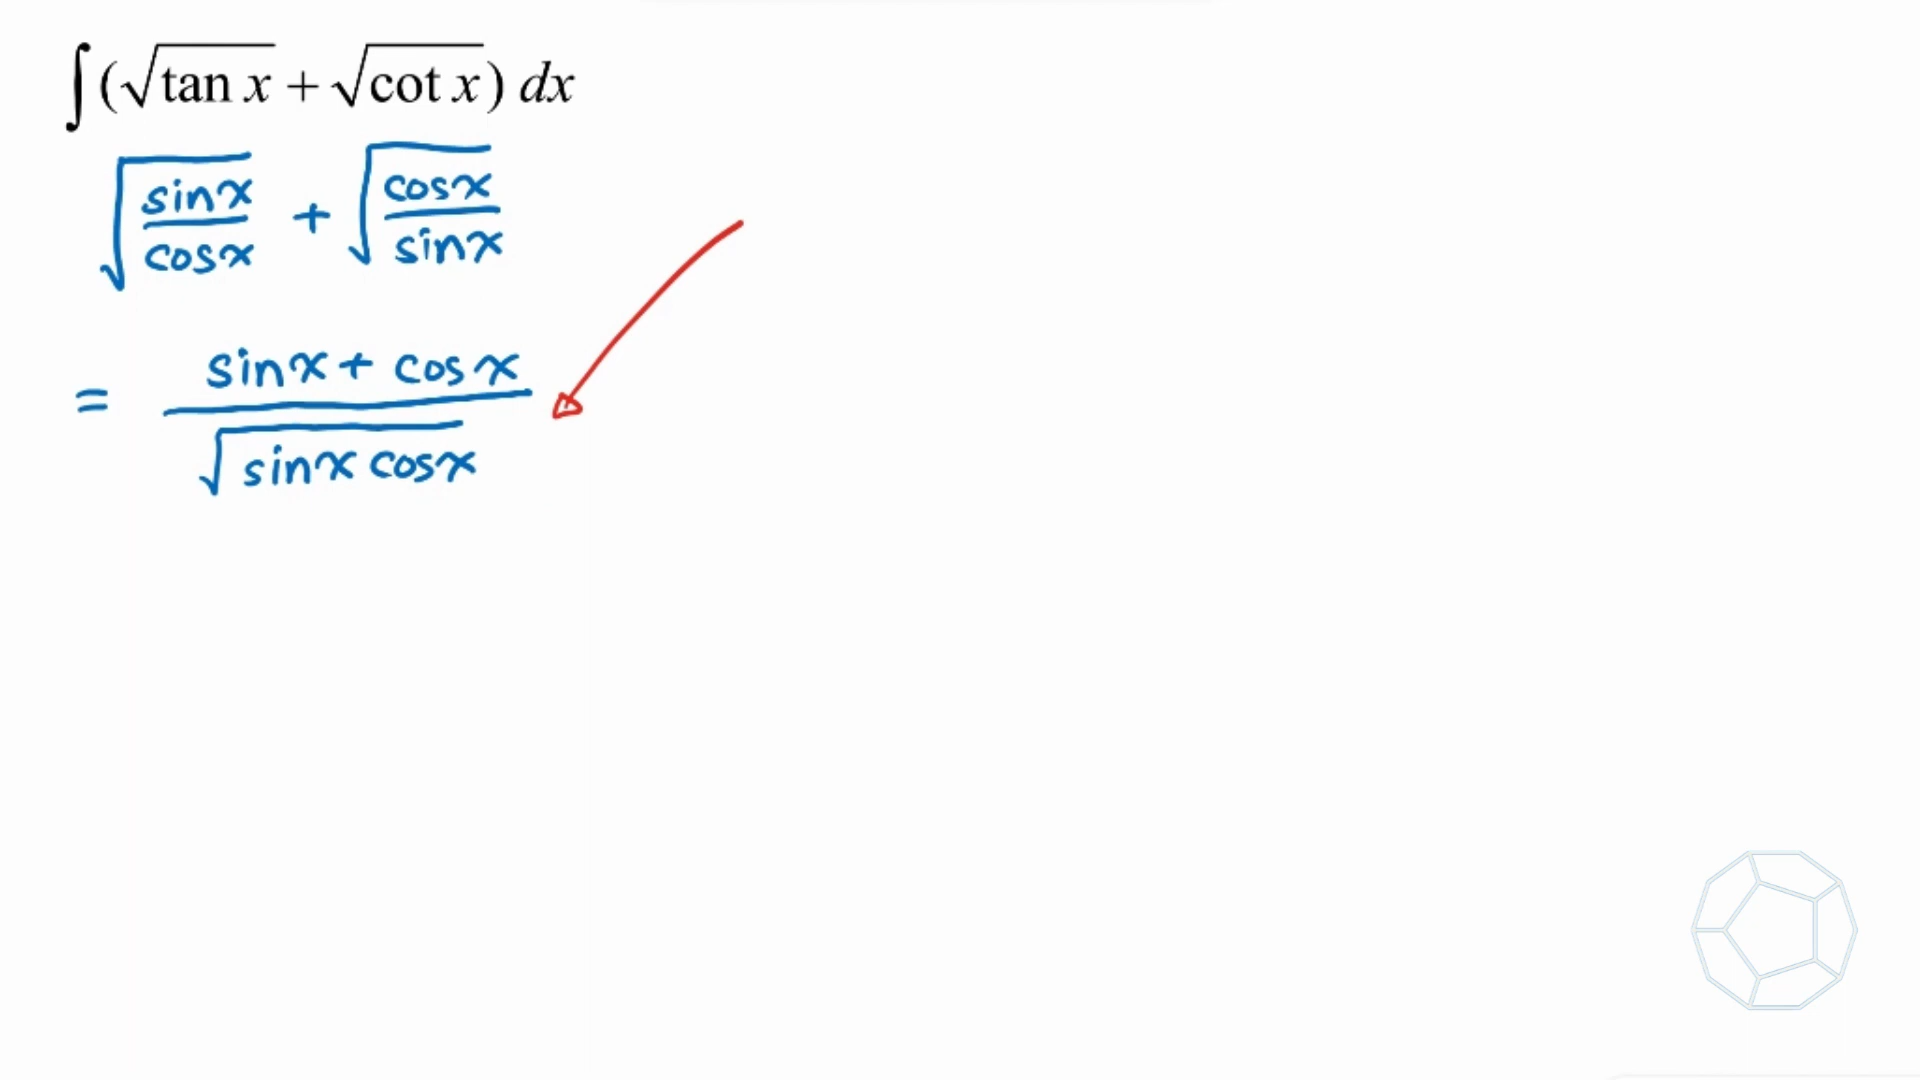 ∫(√tan x + √cot x) dx
√(sinx/cosx) + √(cosx/sinx)
= (sinx + cosx)/√(sinx cosx)